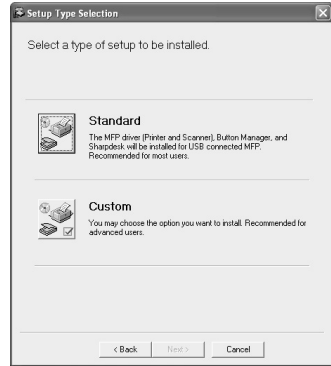 Setup Type Selection
Select a type of setup to be installed.
Standard
The MFP driver (Printer and Scanner), Button Manager, and
Sharpdesk will be installed for USB connected MFP.
Recommended for most users.
Custom
You may choose the option you want to install. Recommended for
advanced users.
< Back Next > Cancel